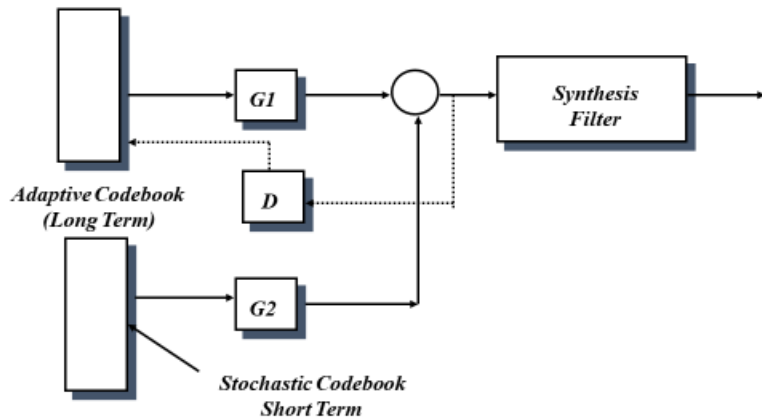 G1
Synthesis
Filter
Adaptive Codebook
(Long Term)
D
G2
Stochastic Codebook
Short Term